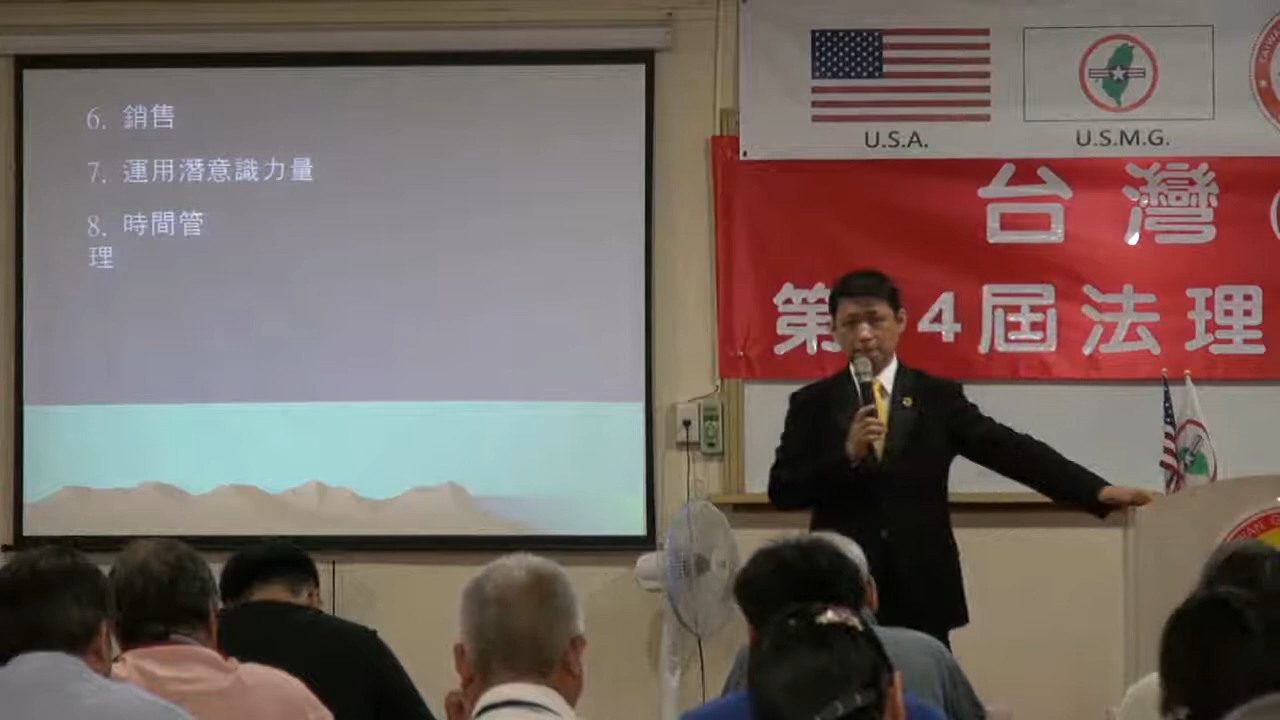 6. 銷售
7. 運用潛意識力量
8. 時間管
理
U.S.A.
U.S.M.G.
台灣
第 4屆法理